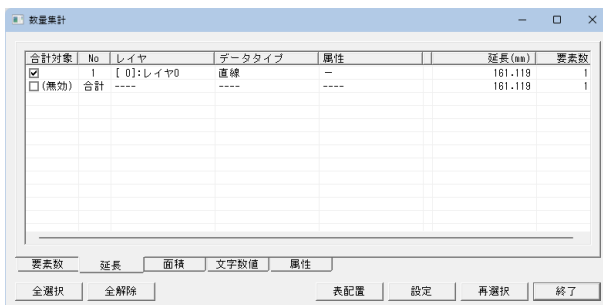 数量集計
合計対象 No レイヤ データタイプ 属性 延長(mm) 要素数
1 [ 0]:レイヤ0 直線 － 161.119 1
(無効) 合計 ---- ---- ---- 161.119 1
要素数 延長 面積 文字数値 属性
全選択 全解除 表配置 設定 再選択 終了